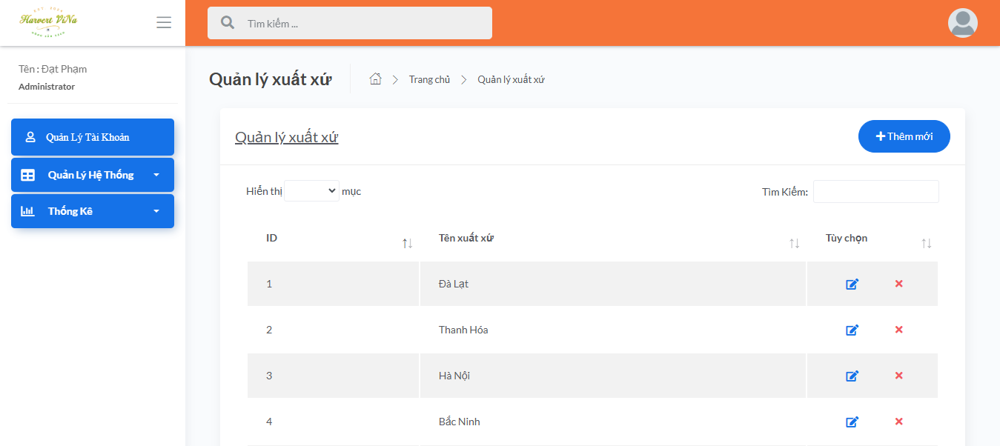 Harvert ViNa
Tìm kiếm ...
Tên : Đạt Phạm
Administrator
Quản Lý Tài Khoản
Quản Lý Hệ Thống
Thống Kê
Quản lý xuất xứ
Trang chủ
Quản lý xuất xứ
Quản lý xuất xứ
Thêm mới
Hiển thị mục
Tìm Kiếm:
ID Tên xuất xứ Tùy chọn
1 Đà Lạt
2 Thanh Hóa
3 Hà Nội
4 Bắc Ninh